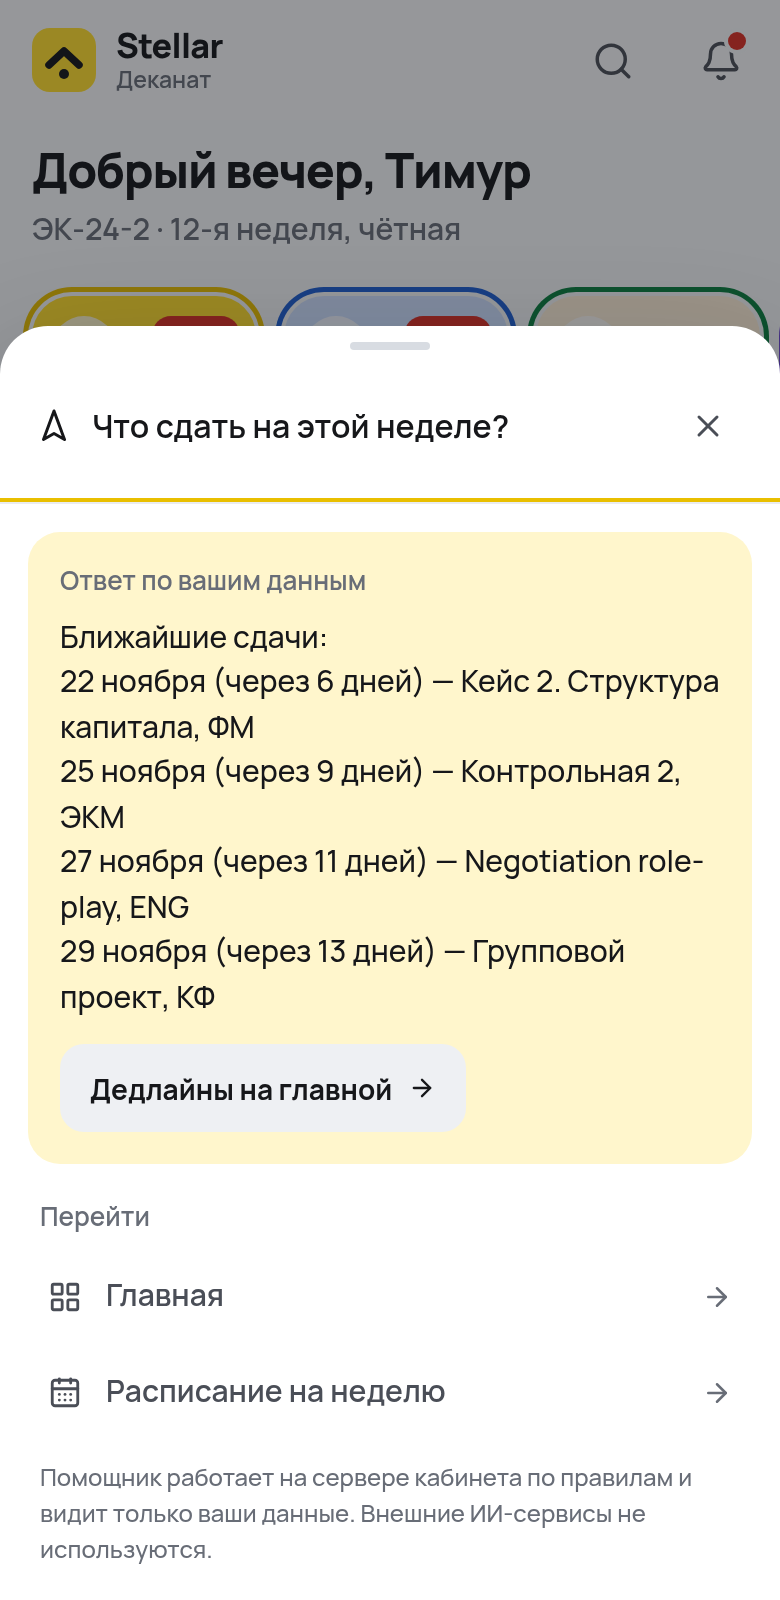 Stellar
Деканат
Добрый вечер, Тимур
ЭК-24-2 · 12-я неделя, чётная
Что сдать на этой неделе?
Ответ по вашим данным
Ближайшие сдачи:
22 ноября (через 6 дней) — Кейс 2. Структура
капитала, ФМ
25 ноября (через 9 дней) — Контрольная 2,
ЭКМ
27 ноября (через 11 дней) — Negotiation role-
play, ENG
29 ноября (через 13 дней) — Групповой
проект, КФ
Дедлайны на главной
Перейти
Главная
Расписание на неделю
Помощник работает на сервере кабинета по правилам и
видит только ваши данные. Внешние ИИ-сервисы не
используются.